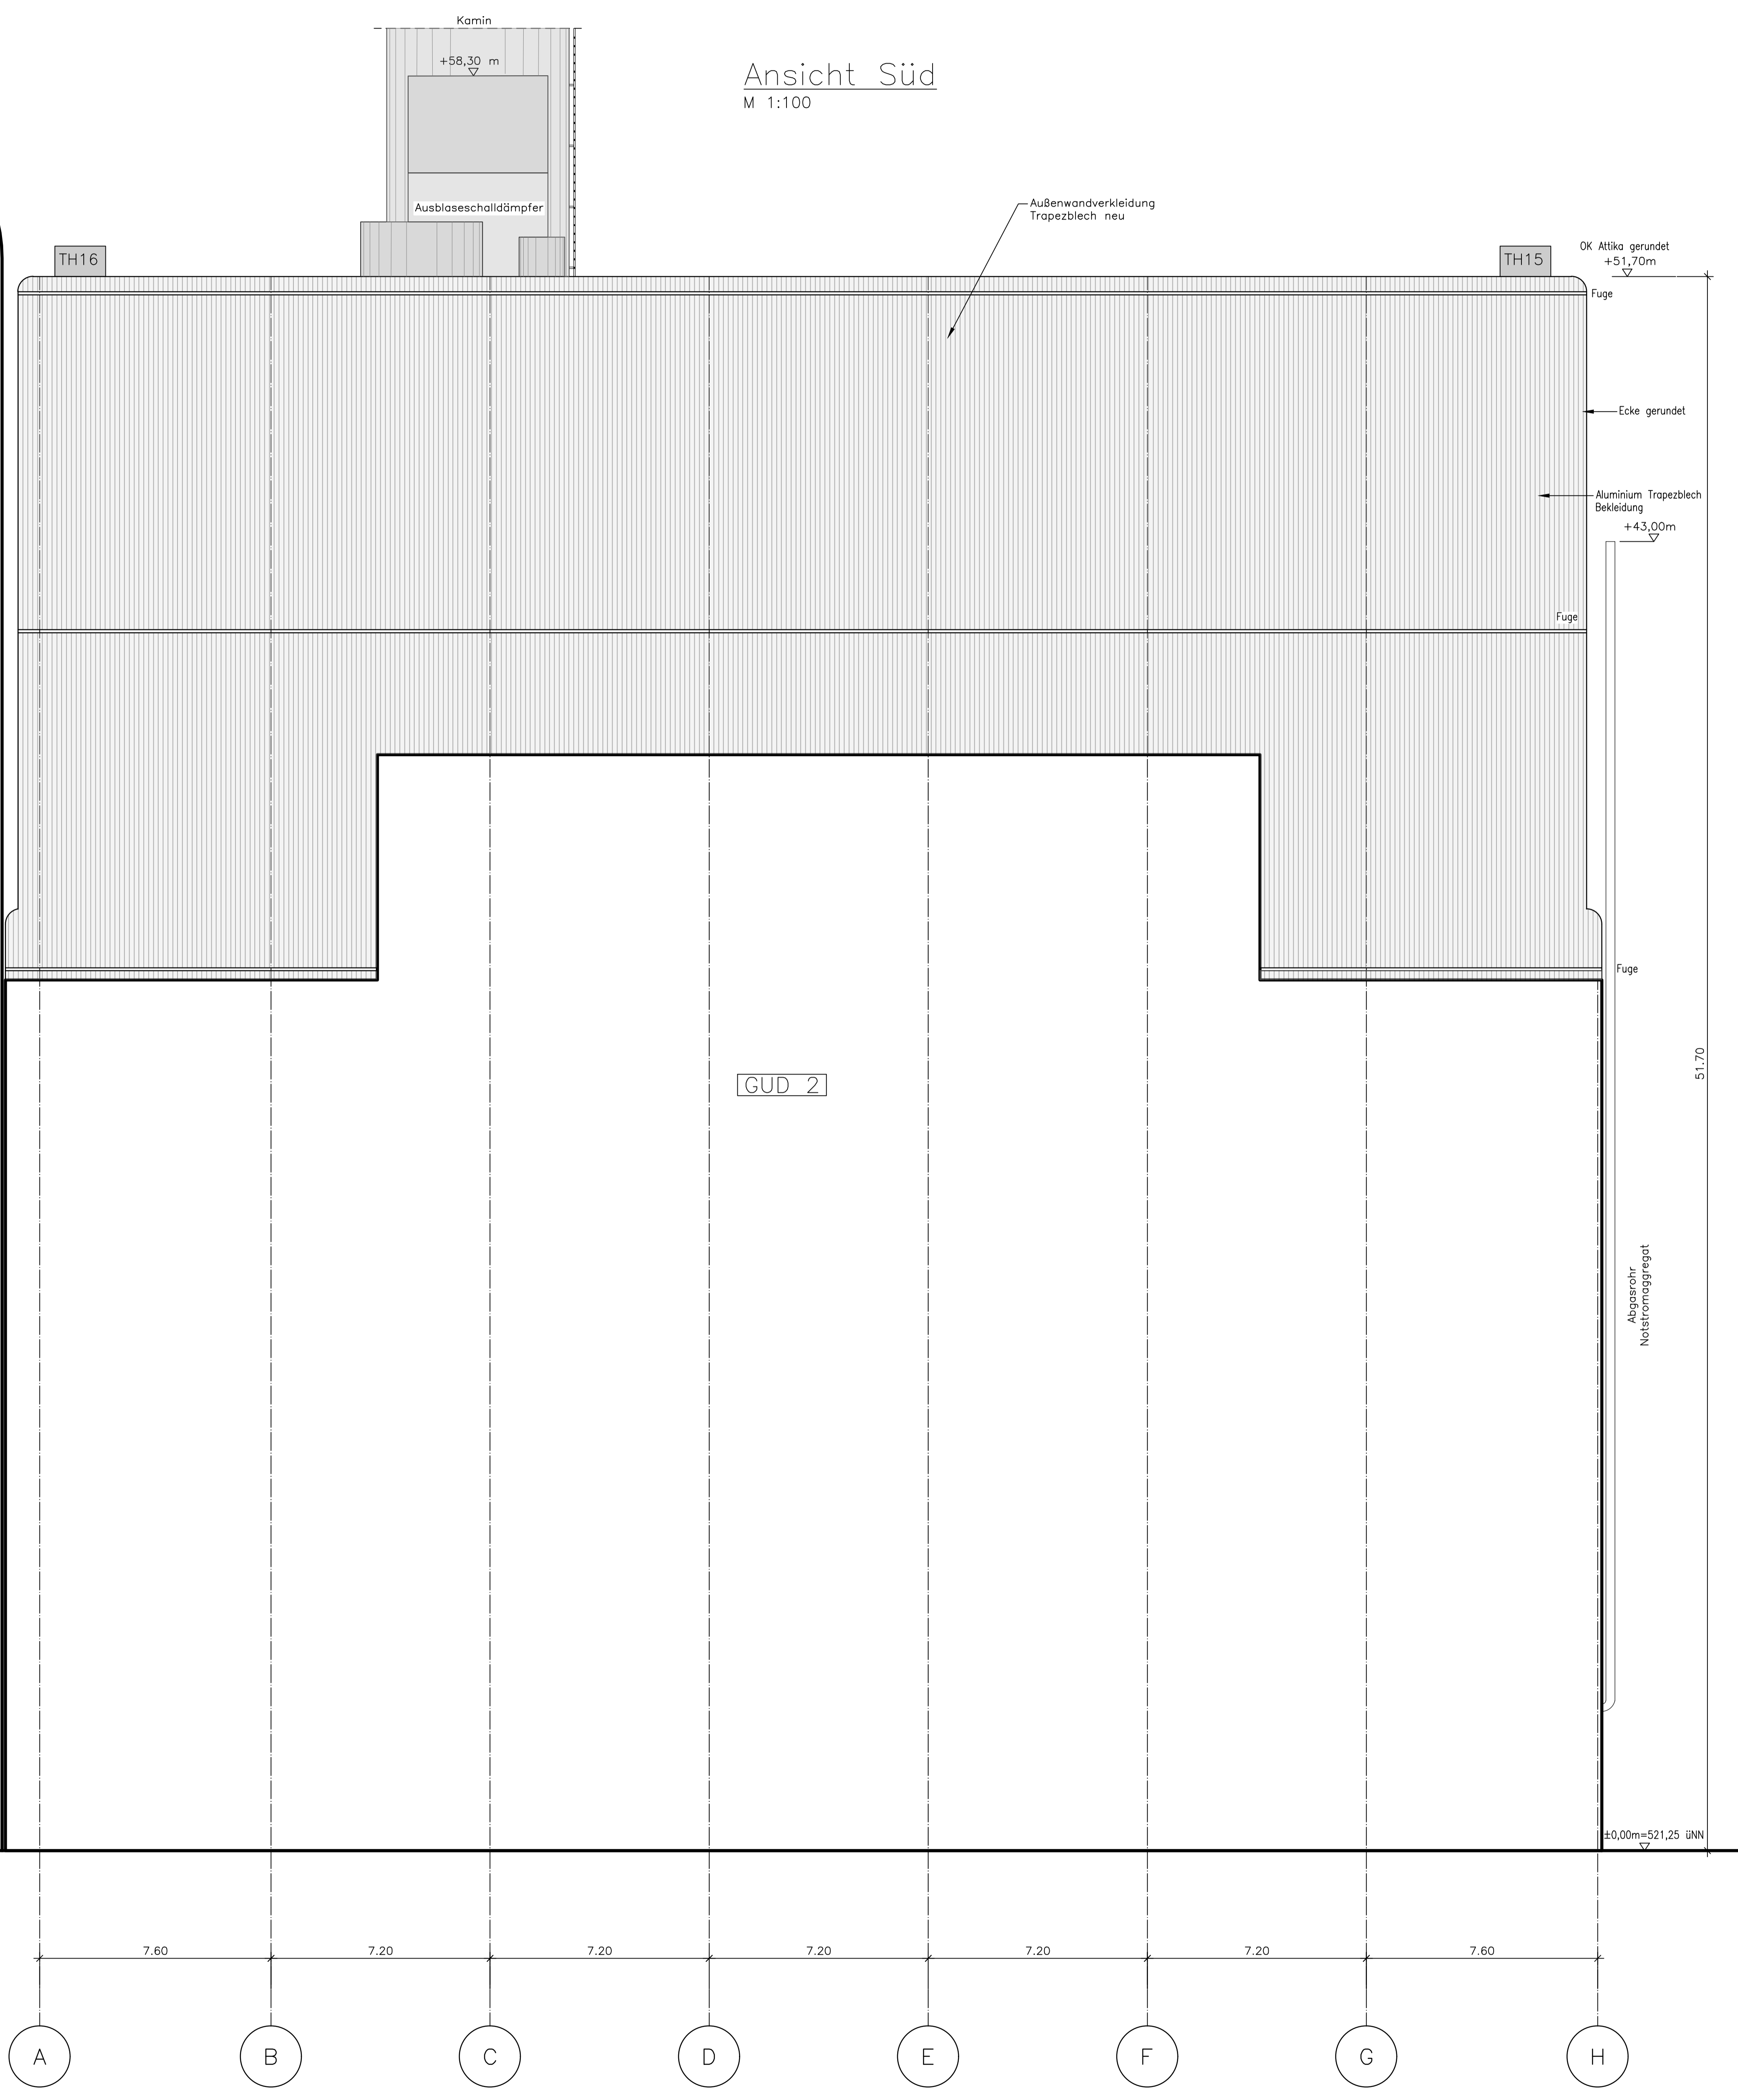 Kamin
+58,30 m
Ansicht Süd
M 1:100
Ausblaseschalldämpfer
Außenwandverkleidung
Trapezblech neu
TH16
TH15
OK Attika gerundet
+51,70m
Fuge
Ecke gerundet
Aluminium Trapezblech
Bekleidung
+43,00m
Fuge
Fuge
51.70
GUD 2
Abgasrohr
Notstromaggregat
±0,00m=521,25 üNN
7.60 7.20 7.20 7.20 7.20 7.20 7.60
A B C D E F G H